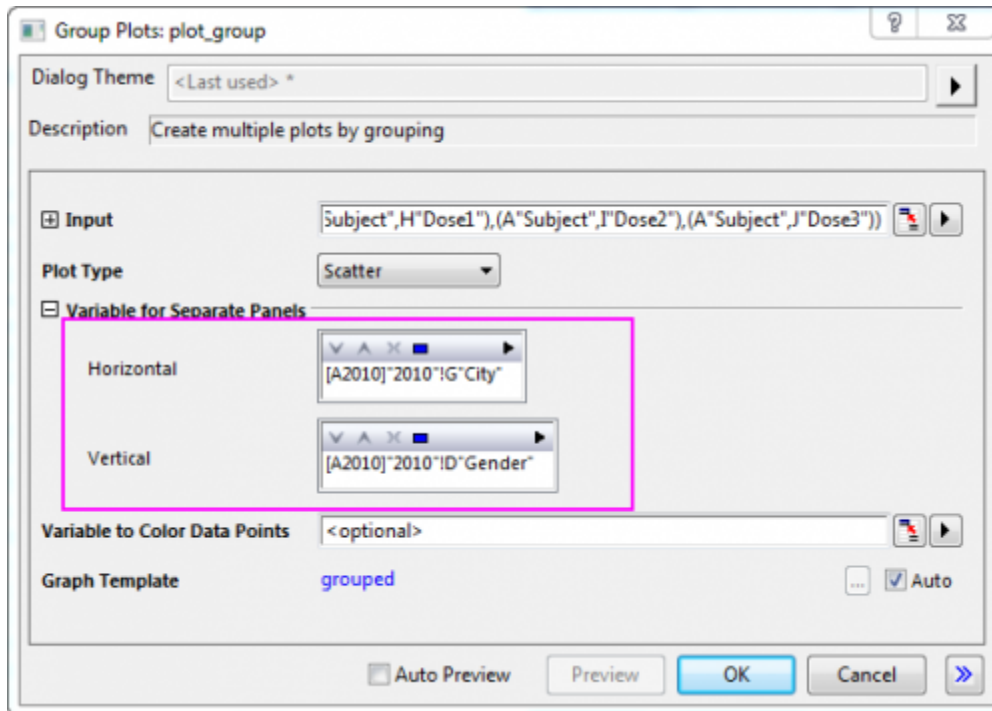 Group Plots: plot_group
Dialog Theme <Last used> *
Description Create multiple plots by grouping
Input Subject",H"Dose1"),(A"Subject",I"Dose2"),(A"Subject",J"Dose3"))
Plot Type Scatter
Variable for Separate Panels
Horizontal
[A2010]"2010"!G"City"
Vertical
[A2010]"2010"!D"Gender"
Variable to Color Data Points <optional>
Graph Template grouped ... Auto
Auto Preview Preview OK Cancel